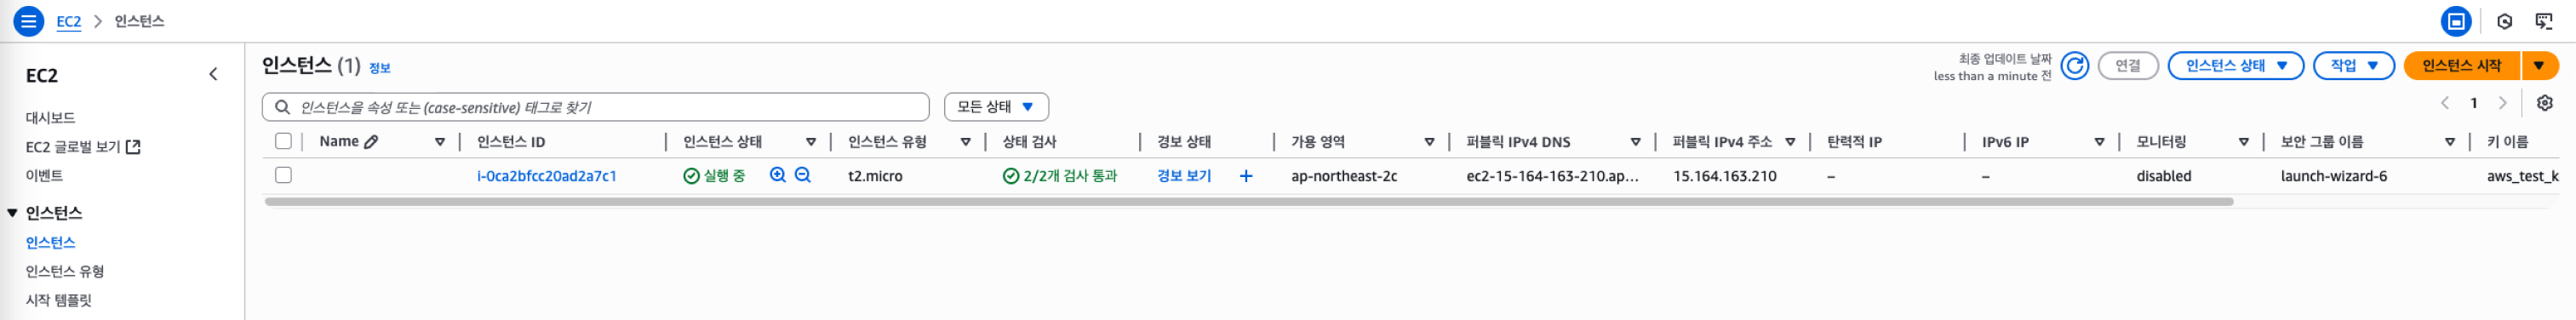 EC2 > 인스턴스
EC2
대시보드
EC2 글로벌 보기
이벤트
인스턴스
인스턴스
인스턴스 유형
시작 템플릿
인스턴스 (1) 정보
최종 업데이트 날짜
less than a minute 전
연결
인스턴스 상태
작업
인스턴스 시작
인스턴스을 속성 또는 (case-sensitive) 태그로 찾기
모든 상태
1
Name 인스턴스 ID 인스턴스 상태 인스턴스 유형 상태 검사 경보 상태 가용 영역 퍼블릭 IPv4 DNS 퍼블릭 IPv4 주소 탄력적 IP IPv6 IP 모니터링 보안 그룹 이름 키 이름
i-0ca2bfcc20ad2a7c1 실행 중 t2.micro 2/2개 검사 통과 경보 보기 + ap-northeast-2c ec2-15-164-163-210.ap... 15.164.163.210 – – disabled launch-wizard-6 aws_test_k